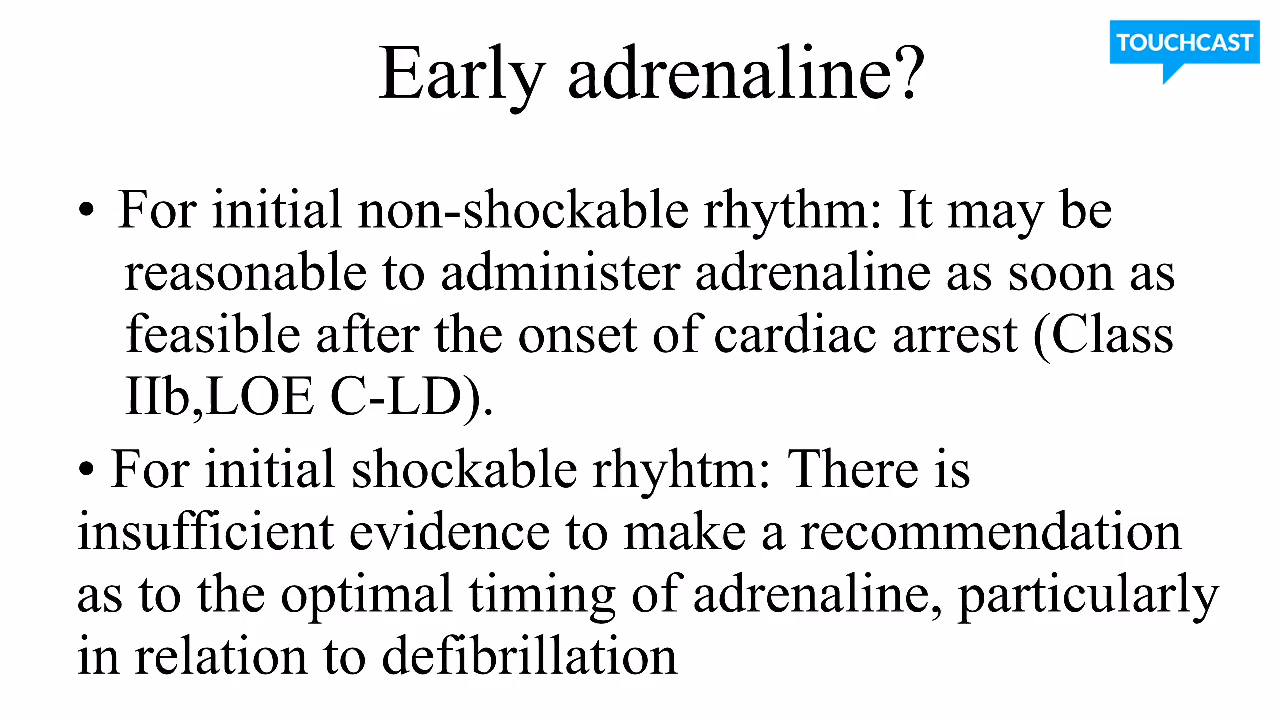 TOUCHCAST
Early adrenaline?
• For initial non-shockable rhythm: It may be
reasonable to administer adrenaline as soon as
feasible after the onset of cardiac arrest (Class
IIb,LOE C-LD).
• For initial shockable rhyhtm: There is
insufficient evidence to make a recommendation
as to the optimal timing of adrenaline, particularly
in relation to defibrillation